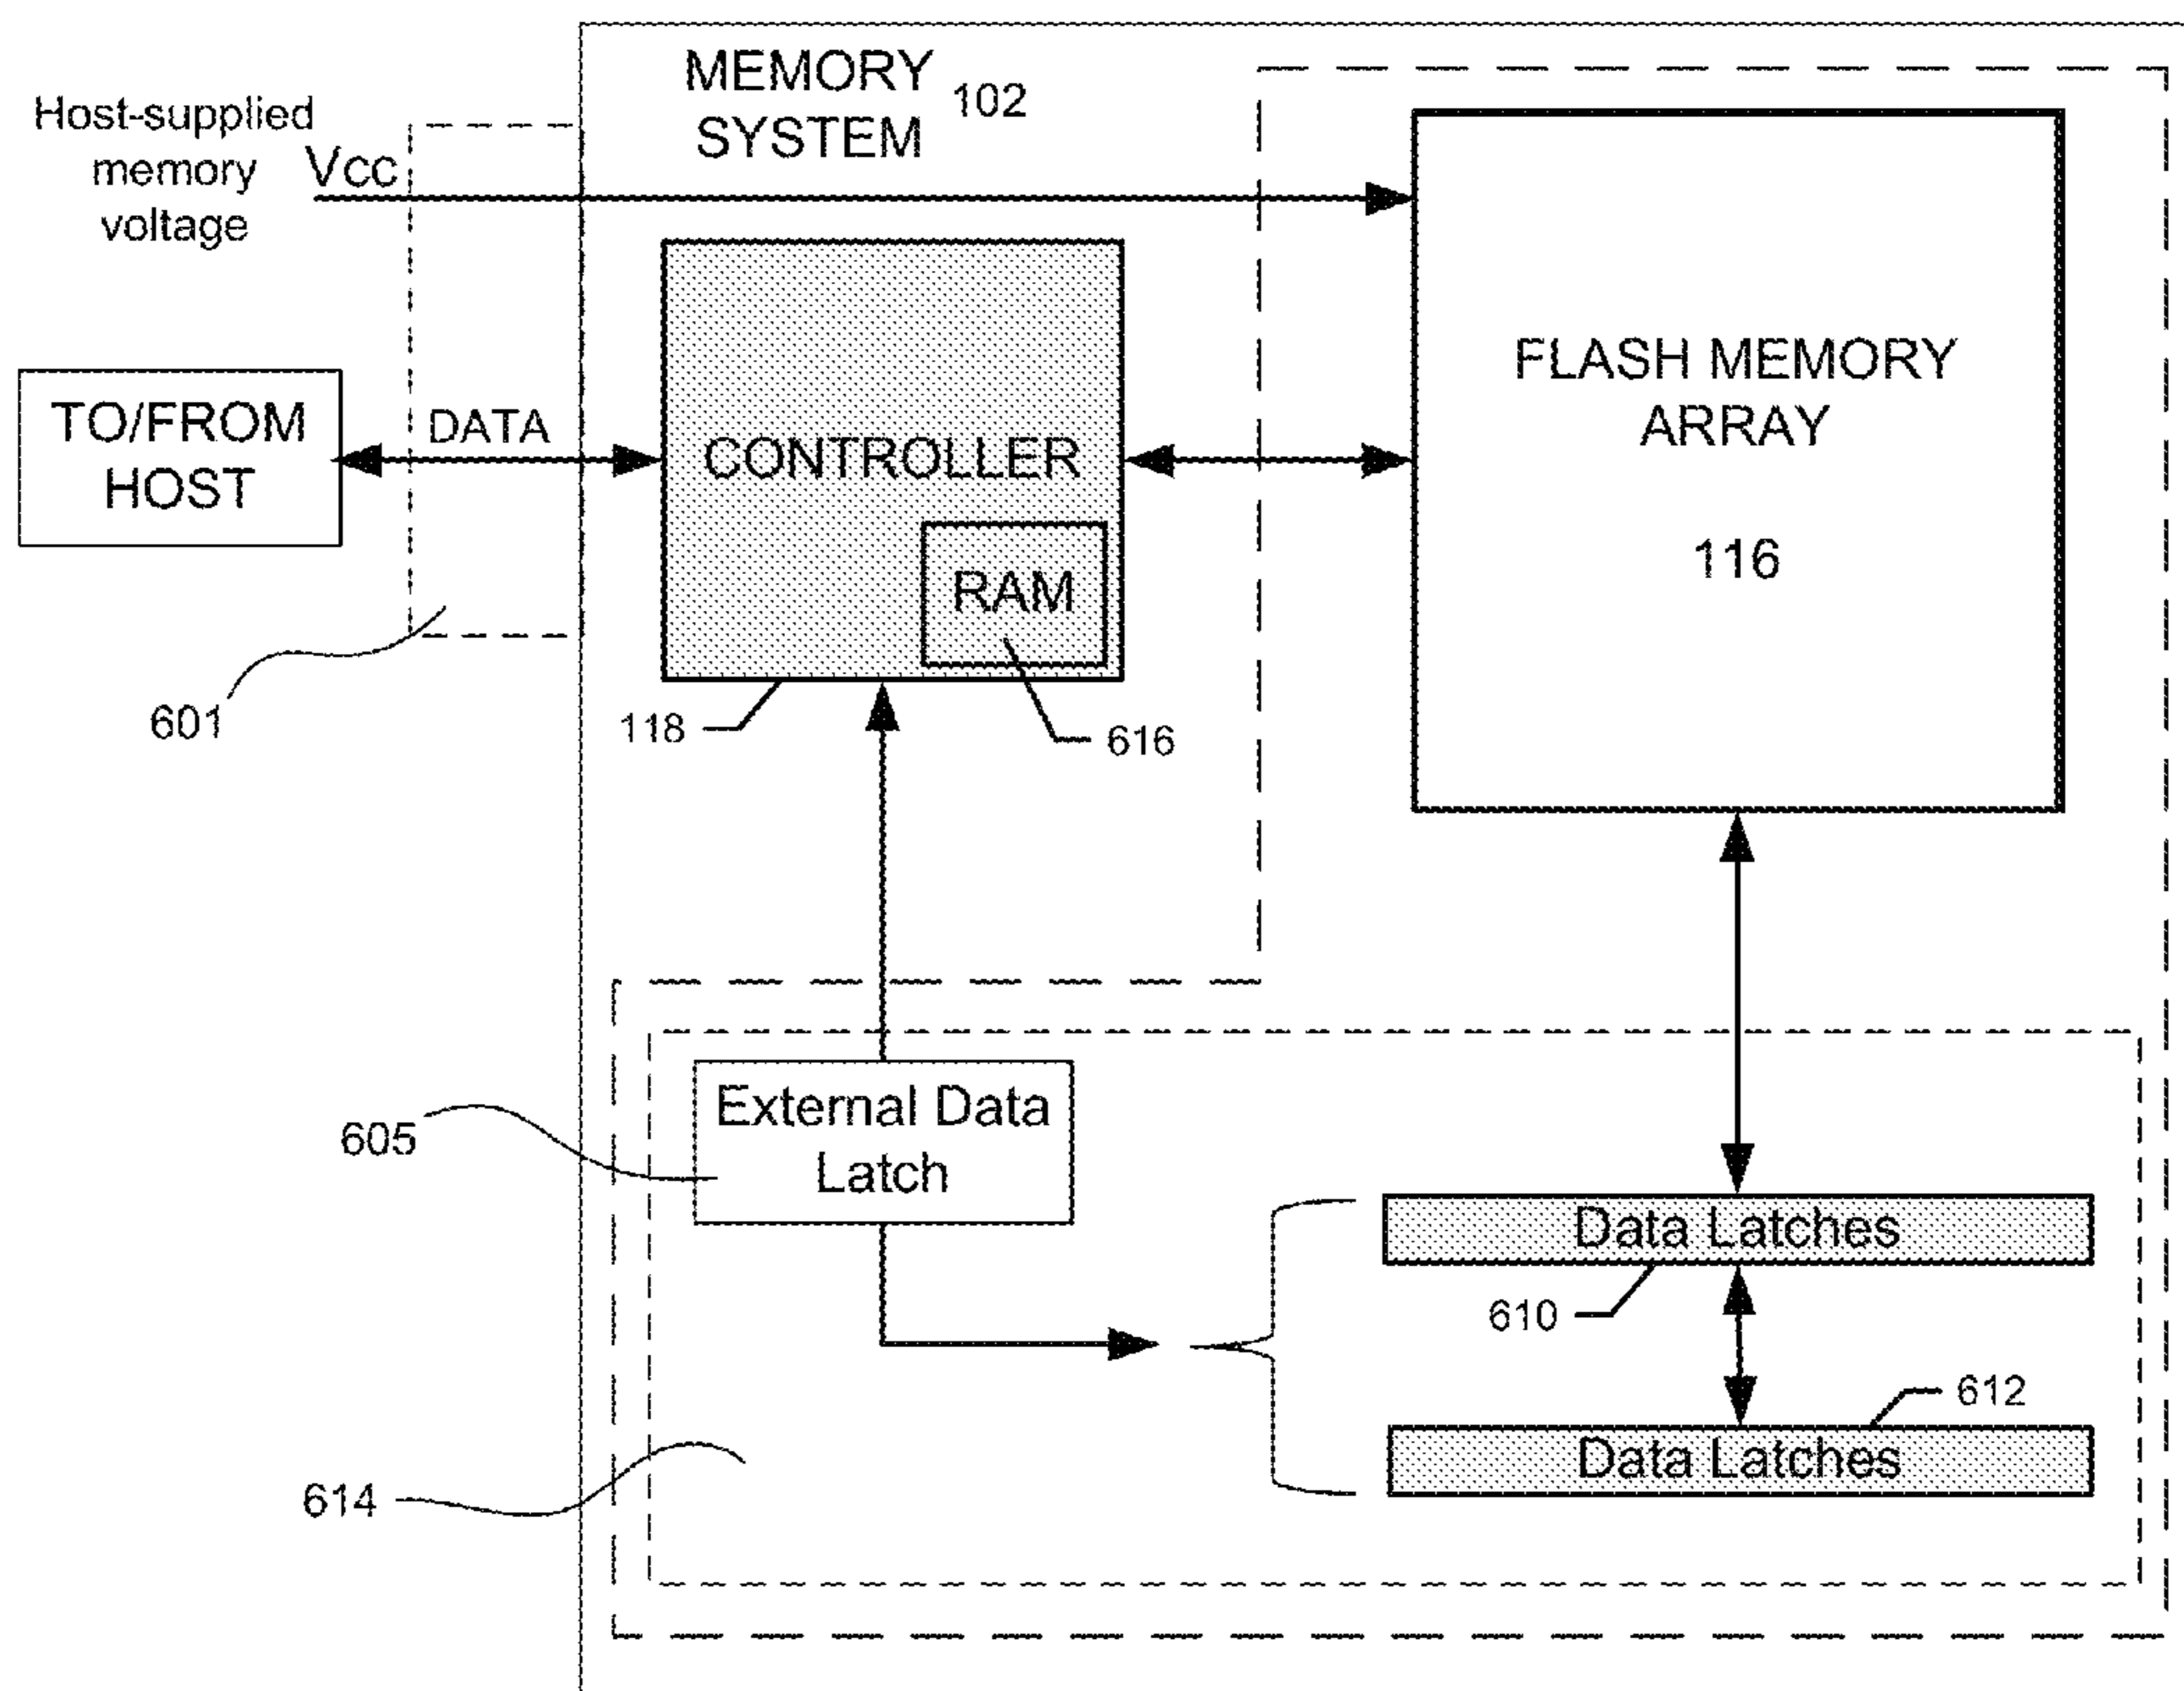 MEMORY
SYSTEM
102
Host-supplied
memory
voltage
Vcc
TO/FROM
HOST
DATA
CONTROLLER
RAM
FLASH MEMORY
ARRAY
116
601
118
616
External Data
Latch
605
Data Latches
610
612
Data Latches
614